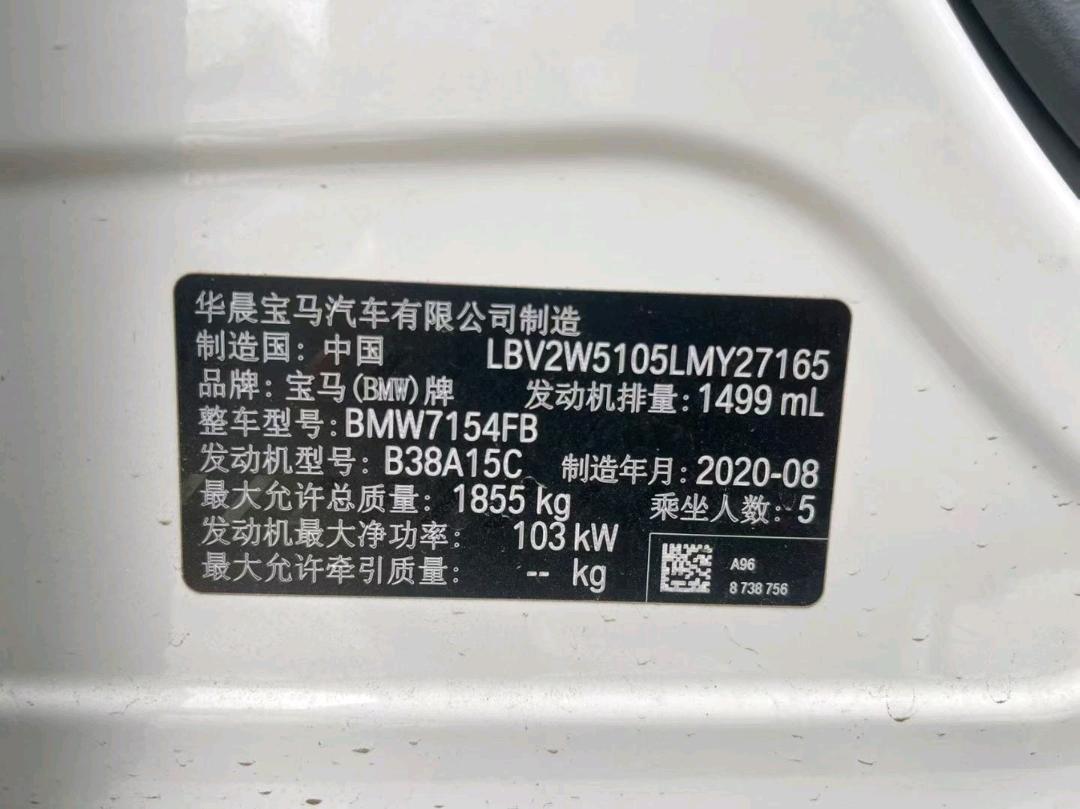 华晨宝马汽车有限公司制造
制造国：中国 LBV2W5105LMY27165
品牌：宝马(BMW)牌 发动机排量：1499 mL
整车型号：BMW7154FB
发动机型号：B38A15C 制造年月：2020-08
最大允许总质量：1855 kg 乘坐人数：5
发动机最大净功率：103 kW
最大允许牵引质量：-- kg
A96
8 738 756